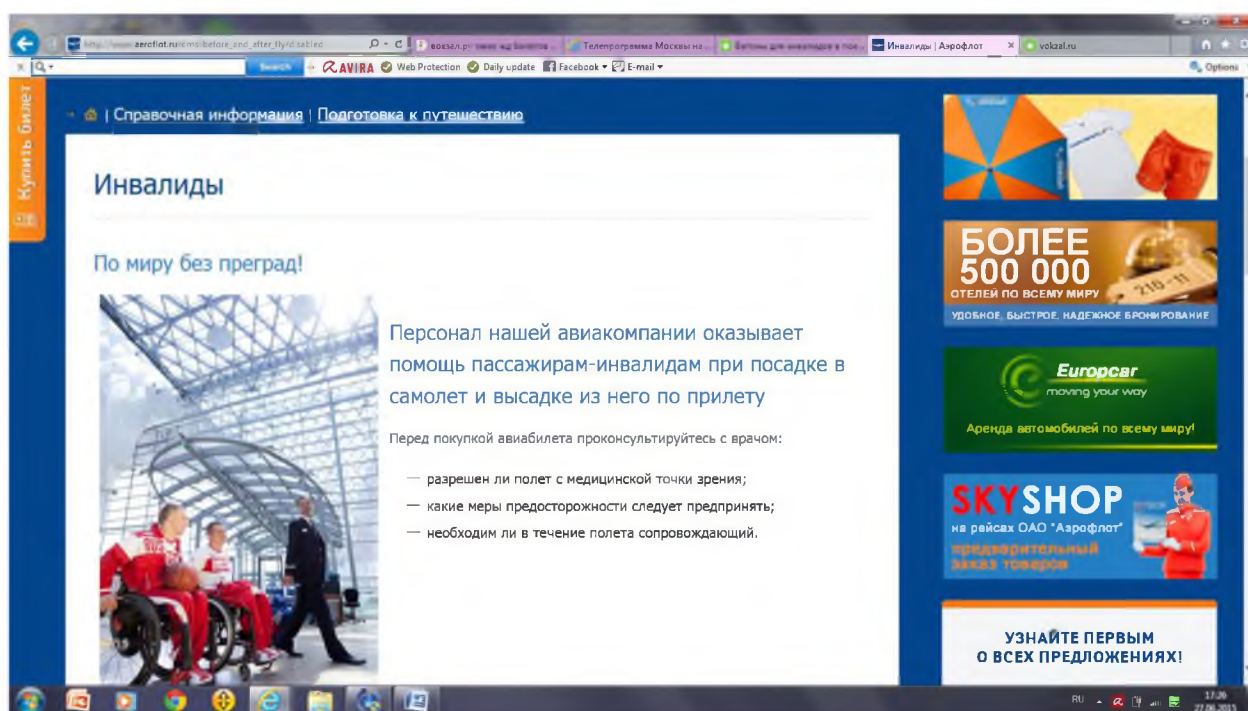 Инвалиды | Аэрофлот
vokzal.ru
Search
AVIRA Web Protection Daily update Facebook E-mail
Options
Купить билет
| Справочная информация | Подготовка к путешествию
Инвалиды
По миру без преград!
Персонал нашей авиакомпании оказывает
помощь пассажирам-инвалидам при посадке в
самолет и высадке из него по прилету
Перед покупкой авиабилета проконсультируйтесь с врачом:
— разрешен ли полет с медицинской точки зрения;
— какие меры предосторожности следует предпринять;
— необходим ли в течение полета сопровождающий.
БОЛЕЕ
500 000
ОТЕЛЕЙ ПО ВСЕМУ МИРУ
210-11
УДОБНОЕ, БЫСТРОЕ, НАДЕЖНОЕ БРОНИРОВАНИЕ
Europcar
moving your way
Аренда автомобилей по всему миру!
SKYSHOP
на рейсах ОАО "Аэрофлот"
предварительный
заказ товаров
УЗНАЙТЕ ПЕРВЫМ
О ВСЕХ ПРЕДЛОЖЕНИЯХ!
RU
17:26
27.06.2015